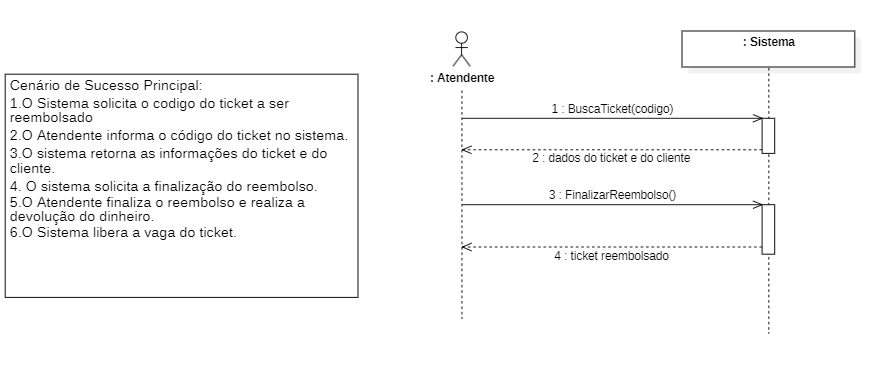 Cenário de Sucesso Principal:
1.O Sistema solicita o codigo do ticket a ser
reembolsado
2.O Atendente informa o código do ticket no sistema.
3.O sistema retorna as informações do ticket e do
cliente.
4. O sistema solicita a finalização do reembolso.
5.O Atendente finaliza o reembolso e realiza a
devolução do dinheiro.
6.O Sistema libera a vaga do ticket.
: Atendente
: Sistema
1 : BuscaTicket(codigo)
2 : dados do ticket e do cliente
3 : FinalizarReembolso()
4 : ticket reembolsado